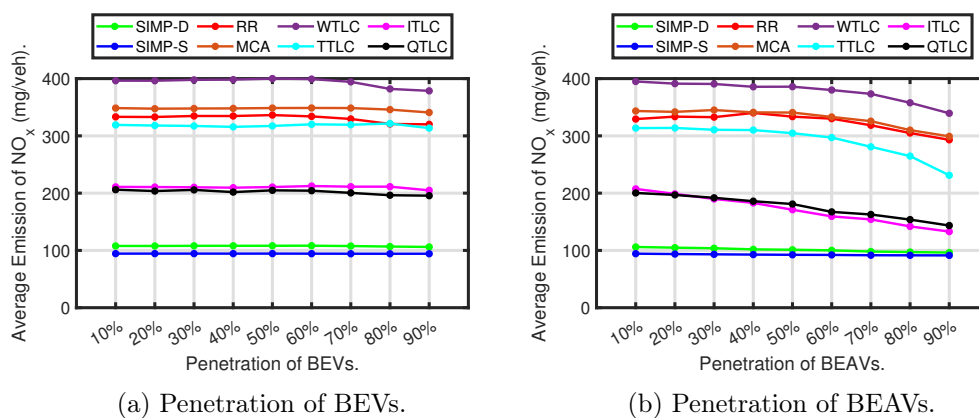 SIMP-D RR WTLC ITLC
SIMP-S MCA TTLC QTLC
Average Emission of NOx (mg/veh).
400
300
200
100
0
10% 20% 30% 40% 50% 60% 70% 80% 90%
Penetration of BEVs.
(a) Penetration of BEVs.
SIMP-D RR WTLC ITLC
SIMP-S MCA TTLC QTLC
Average Emission of NOx (mg/veh).
400
300
200
100
0
10% 20% 30% 40% 50% 60% 70% 80% 90%
Penetration of BEAVs.
(b) Penetration of BEAVs.